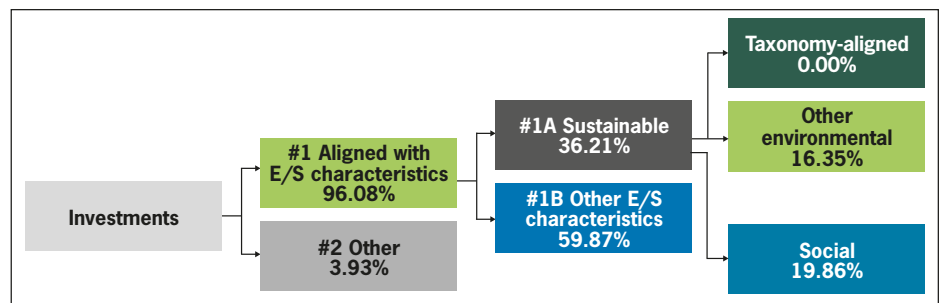 Investments
#1 Aligned with
E/S characteristics
96.08%
#2 Other
3.93%
#1A Sustainable
36.21%
#1B Other E/S
characteristics
59.87%
Taxonomy-aligned
0.00%
Other
environmental
16.35%
Social
19.86%